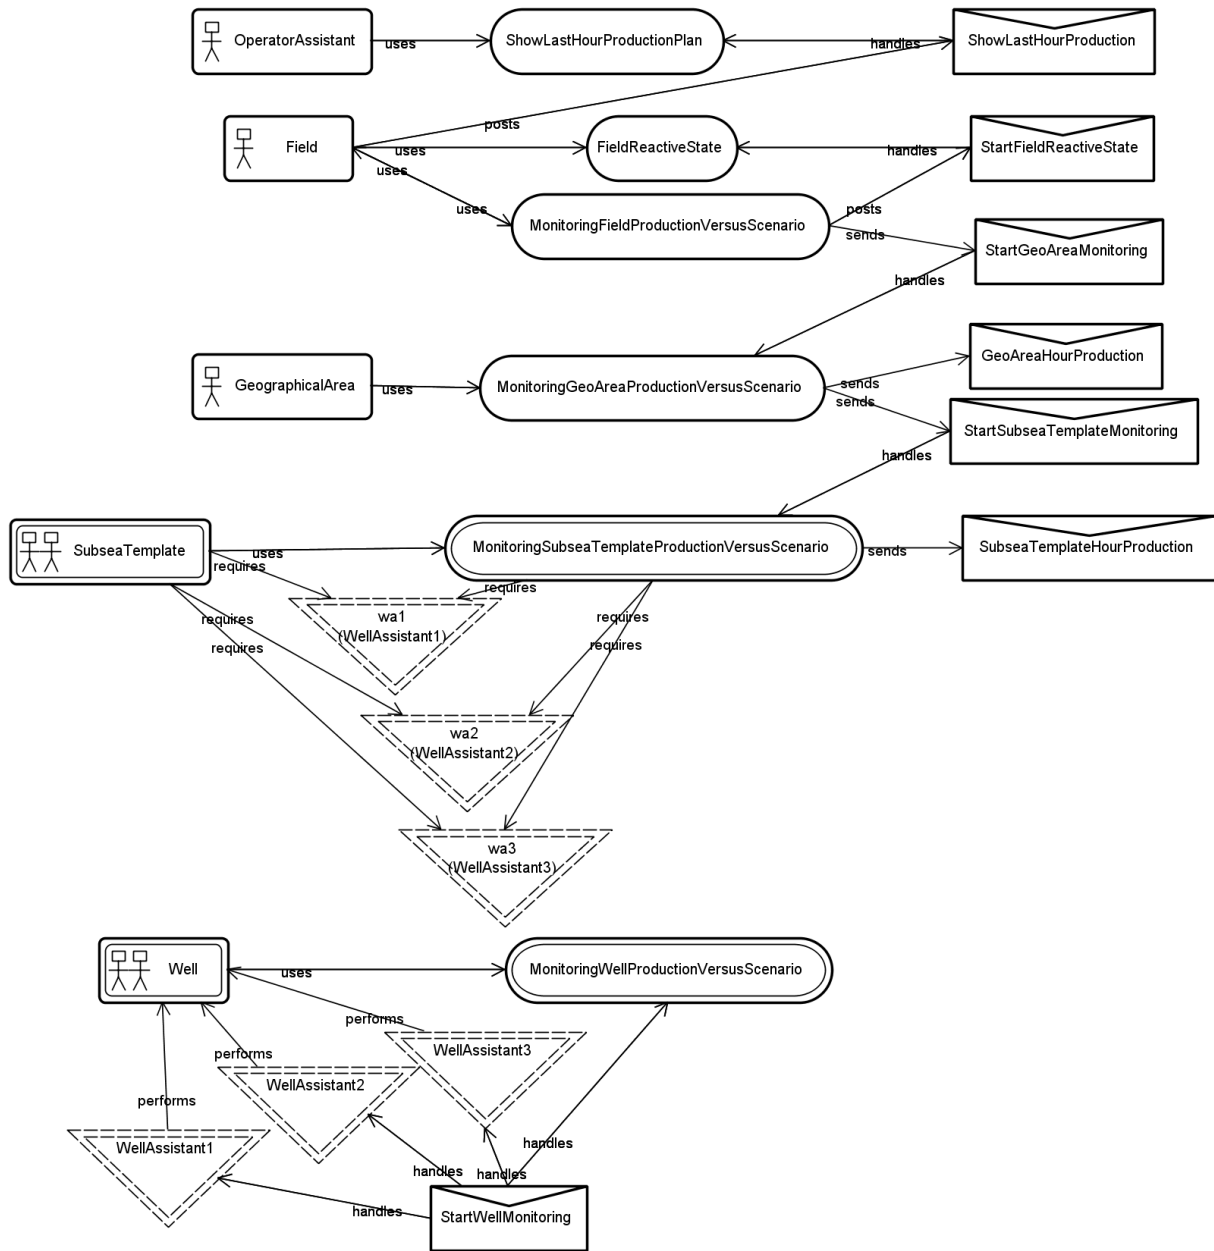 OperatorAssistant
uses
ShowLastHourProductionPlan
handles
ShowLastHourProduction
posts
Field
uses
uses
FieldReactiveState
handles
StartFieldReactiveState
uses
MonitoringFieldProductionVersusScenario
posts
sends
StartGeoAreaMonitoring
handles
GeographicalArea
uses
MonitoringGeoAreaProductionVersusScenario
sends
sends
GeoAreaHourProduction
StartSubseaTemplateMonitoring
handles
SubseaTemplate
uses
MonitoringSubseaTemplateProductionVersusScenario
sends
SubseaTemplateHourProduction
requires
requires
wa1
(WellAssistant1)
requires
requires
requires
requires
wa2
(WellAssistant2)
wa3
(WellAssistant3)
Well
uses
MonitoringWellProductionVersusScenario
performs
WellAssistant3
performs
WellAssistant2
performs
WellAssistant1
handles
handles
handles
handles
StartWellMonitoring